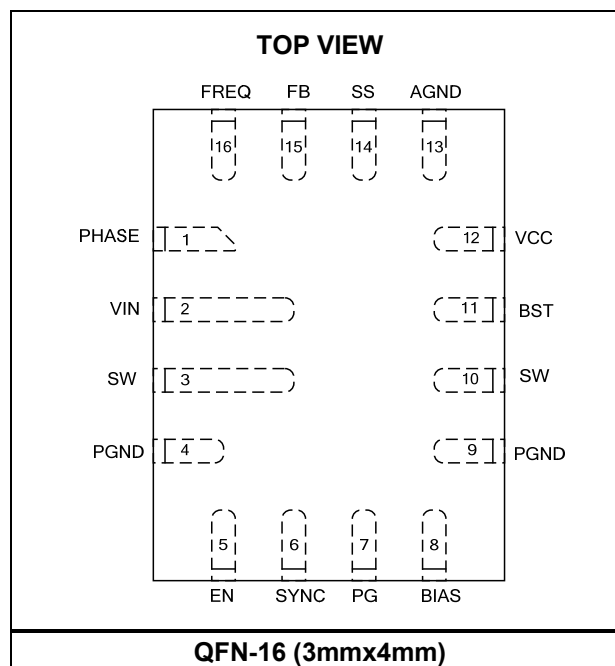 TOP VIEW
FREQ FB SS AGND
16 15 14 13
PHASE 1 12 VCC
VIN 2 11 BST
SW 3 10 SW
PGND 4 9 PGND
5 6 7 8
EN SYNC PG BIAS
QFN-16 (3mmx4mm)